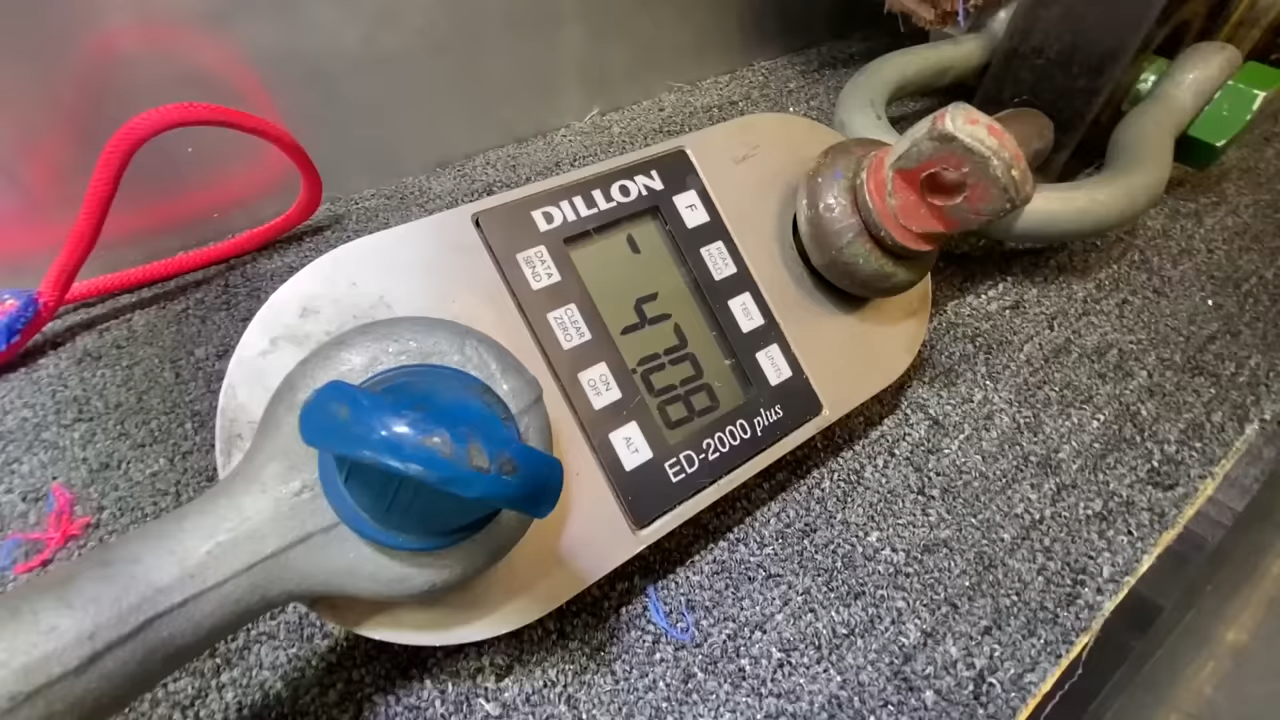 DILLON
F
DATA
SEND
PEAK
HOLD
CLEAR
ZERO
TEST
ON
OFF
UNITS
ALT
4708
ED-2000 plus